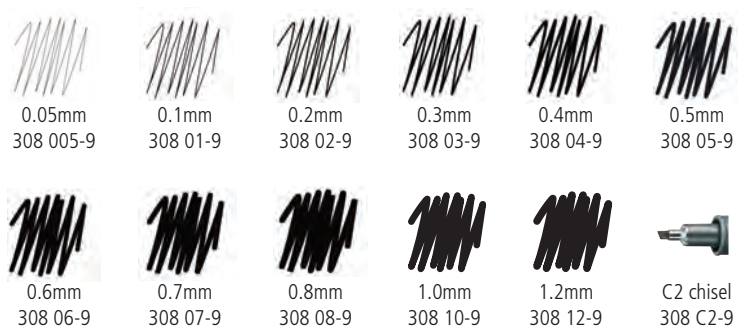 0.05mm
308 005-9
0.1mm
308 01-9
0.2mm
308 02-9
0.3mm
308 03-9
0.4mm
308 04-9
0.5mm
308 05-9
0.6mm
308 06-9
0.7mm
308 07-9
0.8mm
308 08-9
1.0mm
308 10-9
1.2mm
308 12-9
C2 chisel
308 C2-9